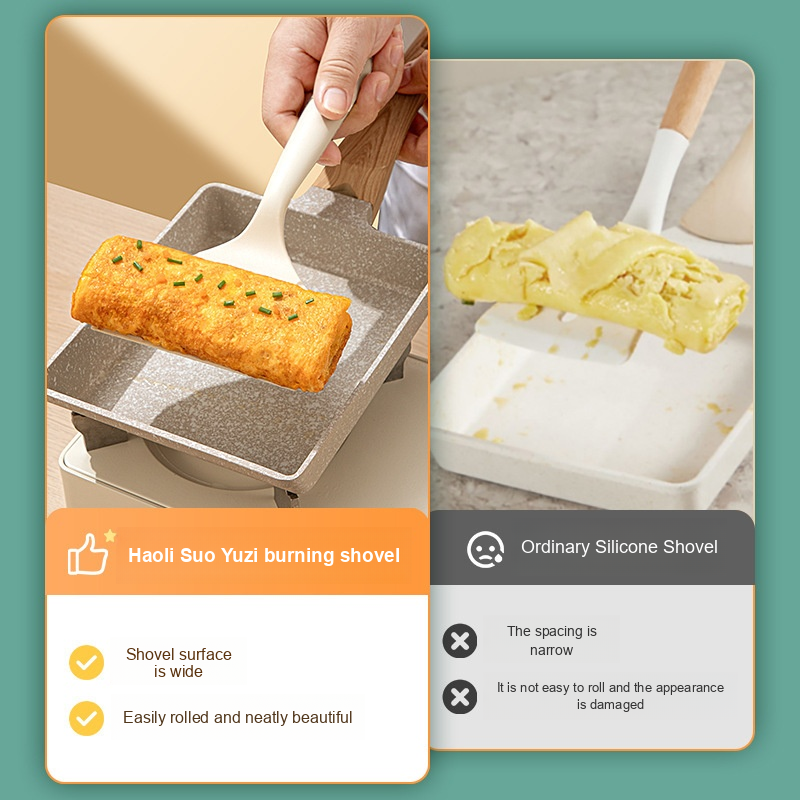 Haoli Suo Yuzi burning shovel
Shovel surface
is wide
Easily rolled and neatly beautiful
Ordinary Silicone Shovel
The spacing is
narrow
It is not easy to roll and the appearance
is damaged